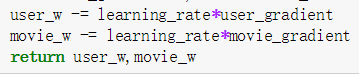 user_w -= learning_rate*user_gradient
movie_w -= learning_rate*movie_gradient
return user_w,movie_w